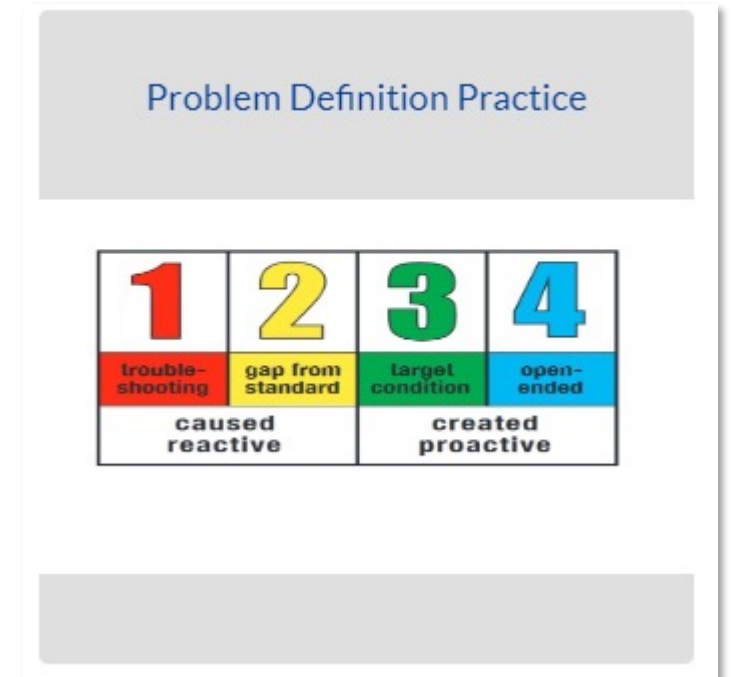 Problem Definition Practice
1 2 3 4
trouble- gap from target open-
shooting standard condition ended
caused created
reactive proactive